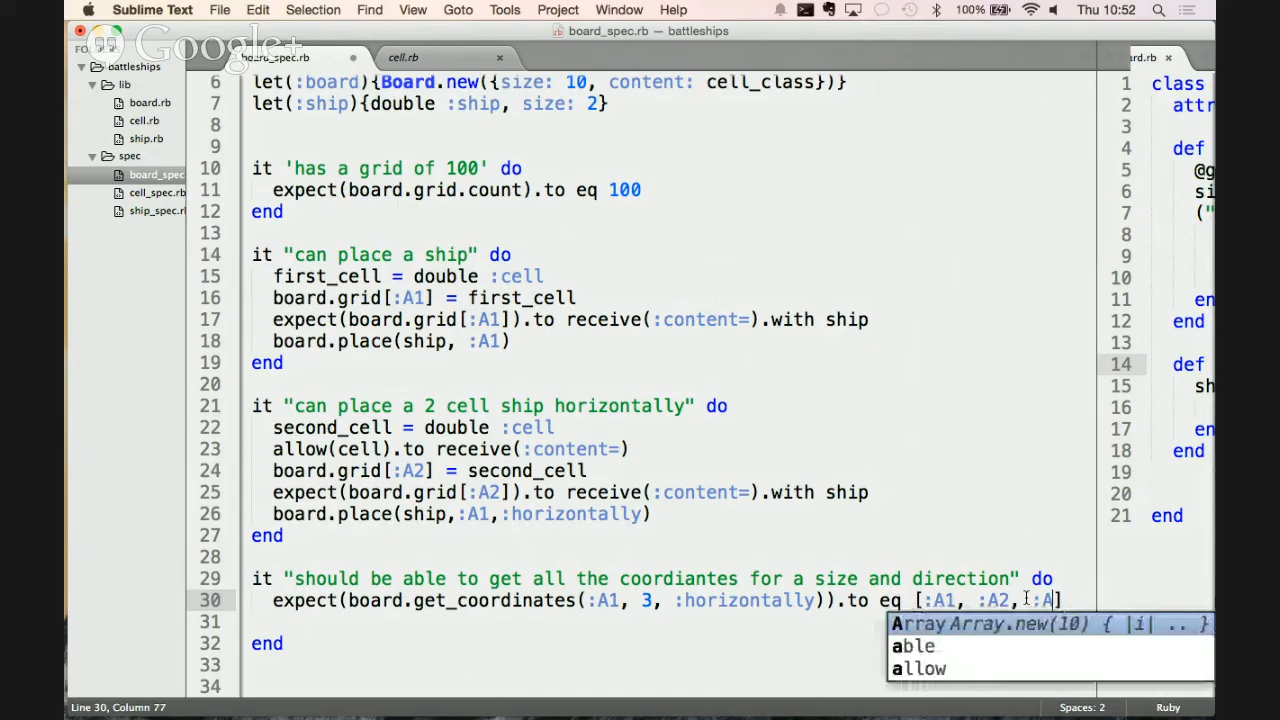 Sublime Text File Edit Find View Goto Tools Project Window Help 100% Thu 10:52
board_spec.rb — battleships
Google+
board_spec.rb cell.rb
battleships
lib
board.rb
cell.rb
ship.rb
spec
board_spec
cell_spec.rb
ship_spec.r
6 let(:board){Board.new({size: 10, content: cell_class})}
7 let(:ship){double :ship, size: 2}
8
9
10 it 'has a grid of 100' do
11 expect(board.grid.count).to eq 100
12 end
13
14 it "can place a ship" do
15 first_cell = double :cell
16 board.grid[:A1] = first_cell
17 expect(board.grid[:A1]).to receive(:content=).with ship
18 board.place(ship, :A1)
19 end
20
21 it "can place a 2 cell ship horizontally" do
22 second_cell = double :cell
23 allow(cell).to receive(:content=)
24 board.grid[:A2] = second_cell
25 expect(board.grid[:A2]).to receive(:content=).with ship
26 board.place(ship,:A1,:horizontally)
27 end
28
29 it "should be able to get all the coordiantes for a size and direction" do
30 expect(board.get_coordinates(:A1, 3, :horizontally)).to eq [:A1, :A2, :A]
31
32 end
33
34
Array Array.new(10) { |i| .. }
able
allow
ard.rb
1 class
2 attr
3
4 def
5 @g
6 si
7 ("
8
9
10
11 en
12 end
13
14 def
15 sh
16
17 en
18 end
19
20
21 end
Line 30, Column 77 Spaces: 2 Ruby